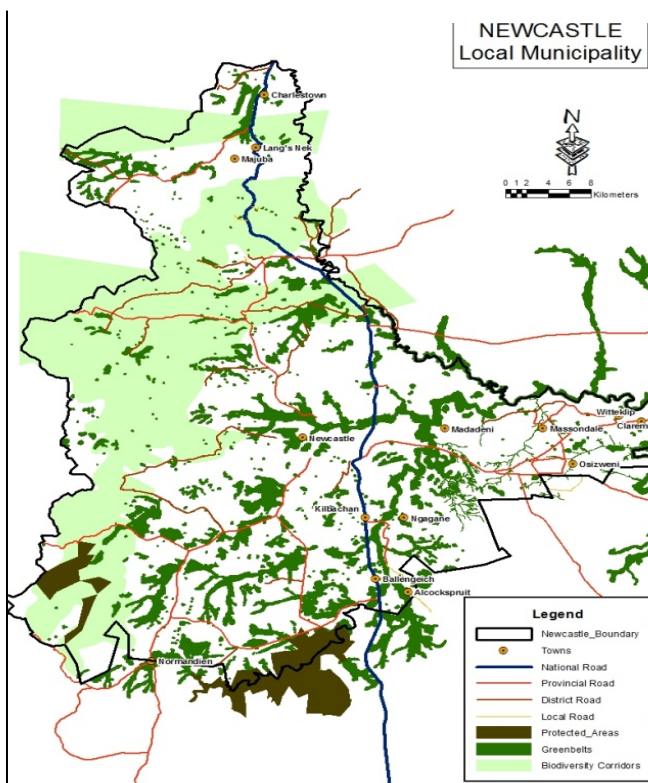 NEWCASTLE
Local Municipality
N
0 1 2 4 6 8
Kilometers
Charlestown
Lang's Nek
Majuba
Witteklip
Madadeni
Massondale
Clarem
Newcastle
Osizweni
Kilbachan
Ngagane
Ballengeich
Alcockspruit
Normandien
Legend
Newcastle_Boundary
Towns
National Road
Provincial Road
District Road
Local Road
Protected_Areas
Greenbelts
Biodiversity Corridors